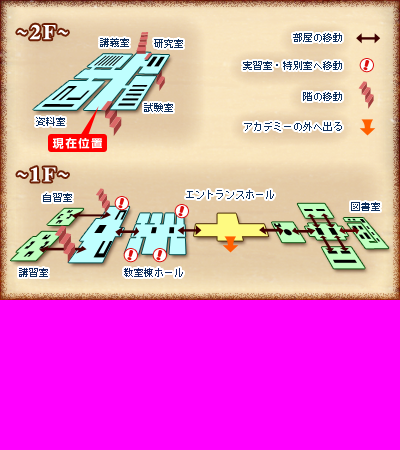 ~2F~
講義室
研究室
試験室
資料室
現在位置
部屋の移動
実習室・特別室へ移動
階の移動
アカデミーの外へ出る
~1F~
自習室
エントランスホール
図書室
講習室
教室棟ホール